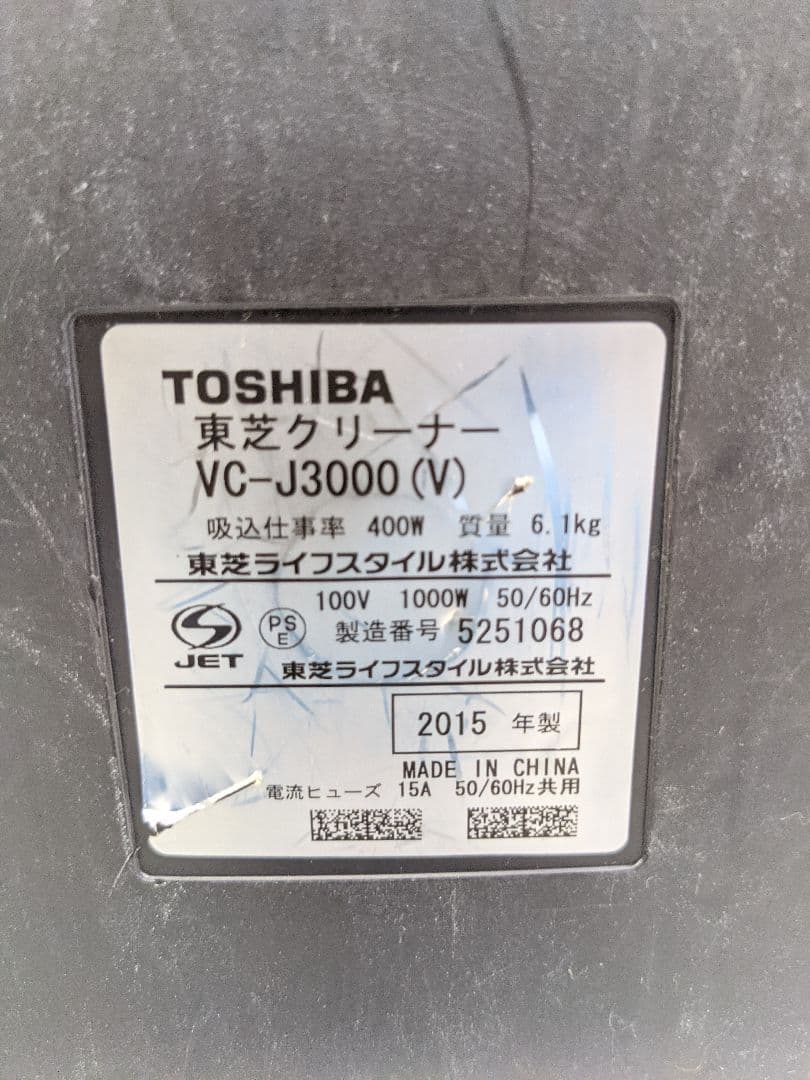 TOSHIBA
東芝クリーナー
VC-J3000(V)
吸込仕事率 400W 質量 6.1kg
東芝ライフスタイル株式会社
100V 1000W 50/60Hz
JET PS E 製造番号 5251068
東芝ライフスタイル株式会社
2015 年製
MADE IN CHINA
電流ヒューズ 15A 50/60Hz共用